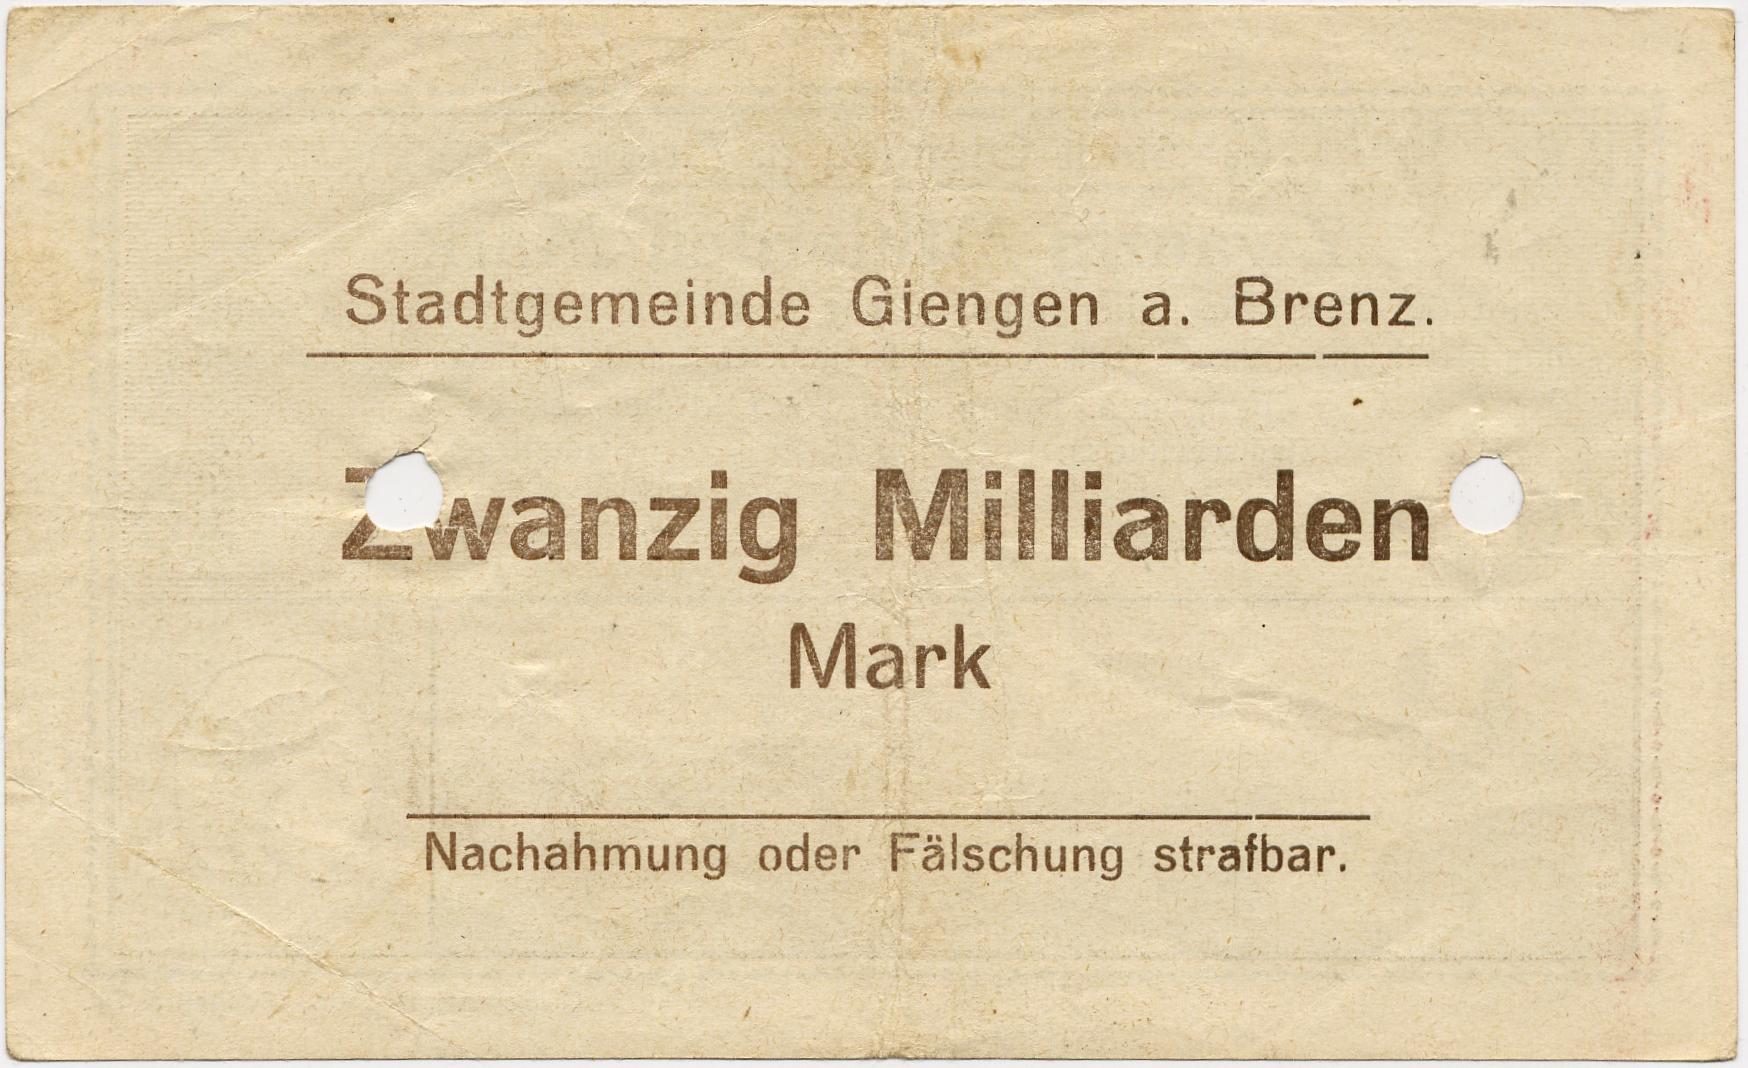 Stadtgemeinde Giengen a. Brenz.
Zwanzig Milliarden
Mark
Nachahmung oder Fälschung strafbar.